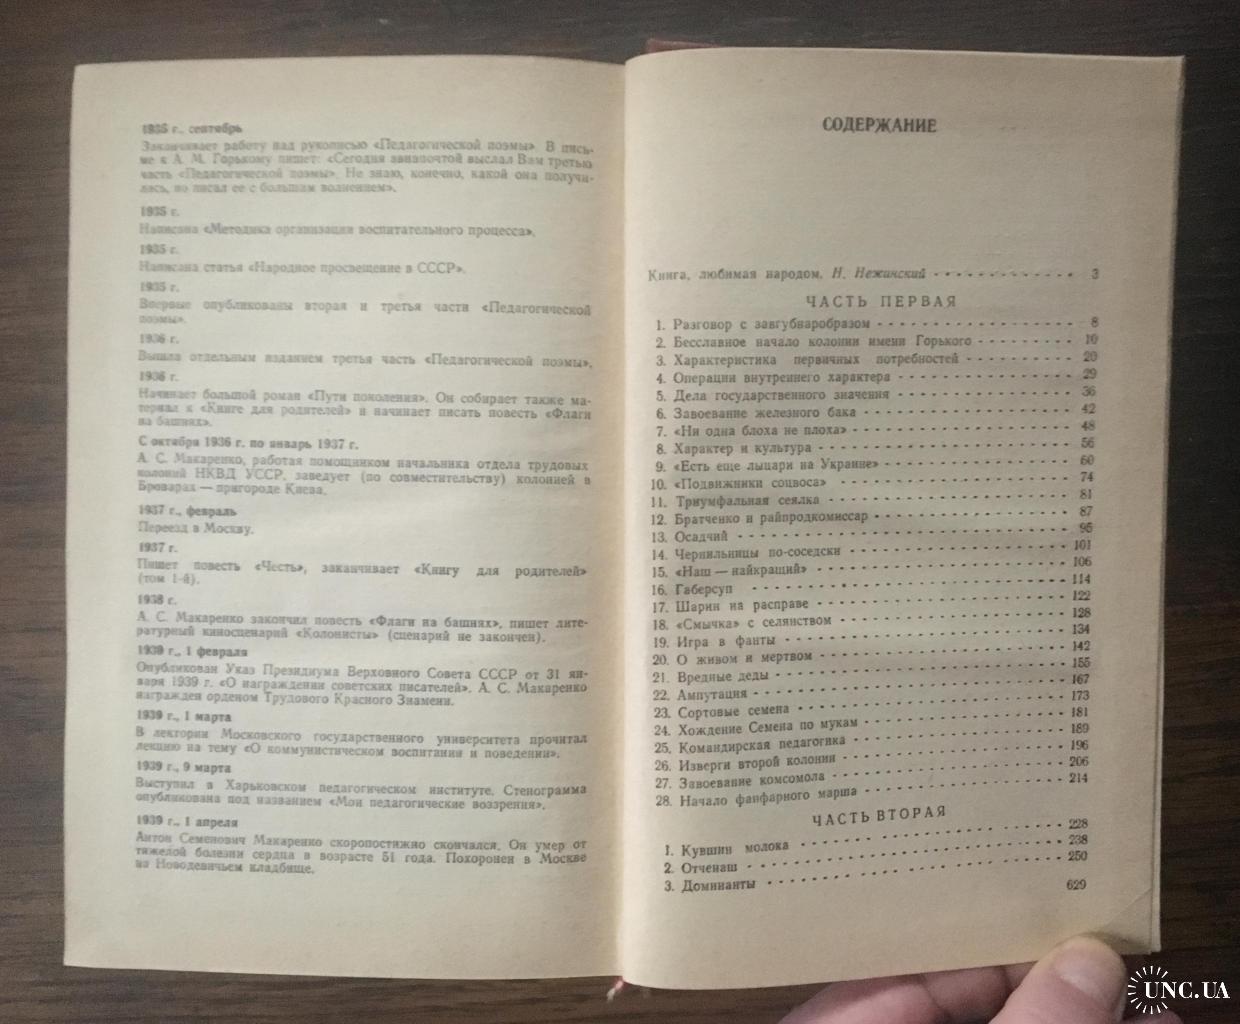 1935 г., сентябрь
Заканчивает работу над рукописью «Педагогической поэмы». В пись-
ме к А. М. Горькому пишет: «Сегодня авиапочтой выслал Вам третью
часть «Педагогической поэмы». Не знаю, конечно, какой она получи-
лась, но писал ее с большим волнением».
1935 г.
Написана «Методика организации воспитательного процесса».
1935 г.
Написана статья «Народное просвещение в СССР».
1935 г.
Впервые опубликованы вторая и третья части «Педагогической
поэмы».
1936 г.
Вышла отдельным изданием третья часть «Педагогической поэмы».
1936 г.
Начинает большой роман «Пути поколения». Он собирает также ма-
териал к «Книге для родителей» и начинает писать повесть «Флаги
на башнях».
С октября 1936 г. по январь 1937 г.
А. С. Макаренко, работая помощником начальника отдела трудовых
колоний НКВД УССР, заведует (по совместительству) колонией в
Броварах — пригороде Киева.
1937 г., февраль
Переезд в Москву.
1937 г.
Пишет повесть «Честь», заканчивает «Книгу для родителей»
(том 1-й).
1938 г.
А. С. Макаренко закончил повесть «Флаги на башнях», пишет лите-
ратурный киносценарий «Колонисты» (сценарий не закончен).
1939 г., 1 февраля
Опубликован Указ Президиума Верховного Совета СССР от 31 ян-
варя 1939 г. «О награждении советских писателей». А. С. Макаренко
награжден орденом Трудового Красного Знамени.
1939 г., 1 марта
В лектории Московского государственного университета прочитал
лекцию на тему «О коммунистическом воспитании и поведении».
1939 г., 9 марта
Выступил в Харьковском педагогическом институте. Стенограмма
опубликована под названием «Мои педагогические воззрения».
1939 г., 1 апреля
Антон Семенович Макаренко скоропостижно скончался. Он умер от
тяжелой болезни сердца в возрасте 51 года. Похоронен в Москве
на Новодевичьем кладбище.
СОДЕРЖАНИЕ
Книга, любимая народом. Н. Нежинский 3
ЧАСТЬ ПЕРВАЯ
1. Разговор с завгубнаробразом 8
2. Бесславное начало колонии имени Горького 10
3. Характеристика первичных потребностей 20
4. Операции внутреннего характера 29
5. Дела государственного значения 36
6. Завоевание железного бака 42
7. «Ни одна блоха не плоха» 48
8. Характер и культура 56
9. «Есть еще лыцари на Украине» 60
10. «Подвижники соцвоса» 74
11. Триумфальная сеялка 81
12. Братченко и райпродкомиссар 87
13. Осадчий 95
14. Чернильницы по-соседски 101
15. «Наш — найкращий» 106
16. Габерсуп 114
17. Шарин на расправе 122
18. «Смычка» с селянством 128
19. Игра в фанты 134
20. О живом и мертвом 142
21. Вредные деды 155
22. Ампутация 167
23. Сортовые семена 173
24. Хождение Семена по мукам 181
25. Командирская педагогика 189
26. Изверги второй колонии 196
27. Завоевание комсомола 206
28. Начало фанфарного марша 214
ЧАСТЬ ВТОРАЯ
1. Кувшин молока 228
2. Отченаш 238
3. Доминанты 250
629
UNC.UA